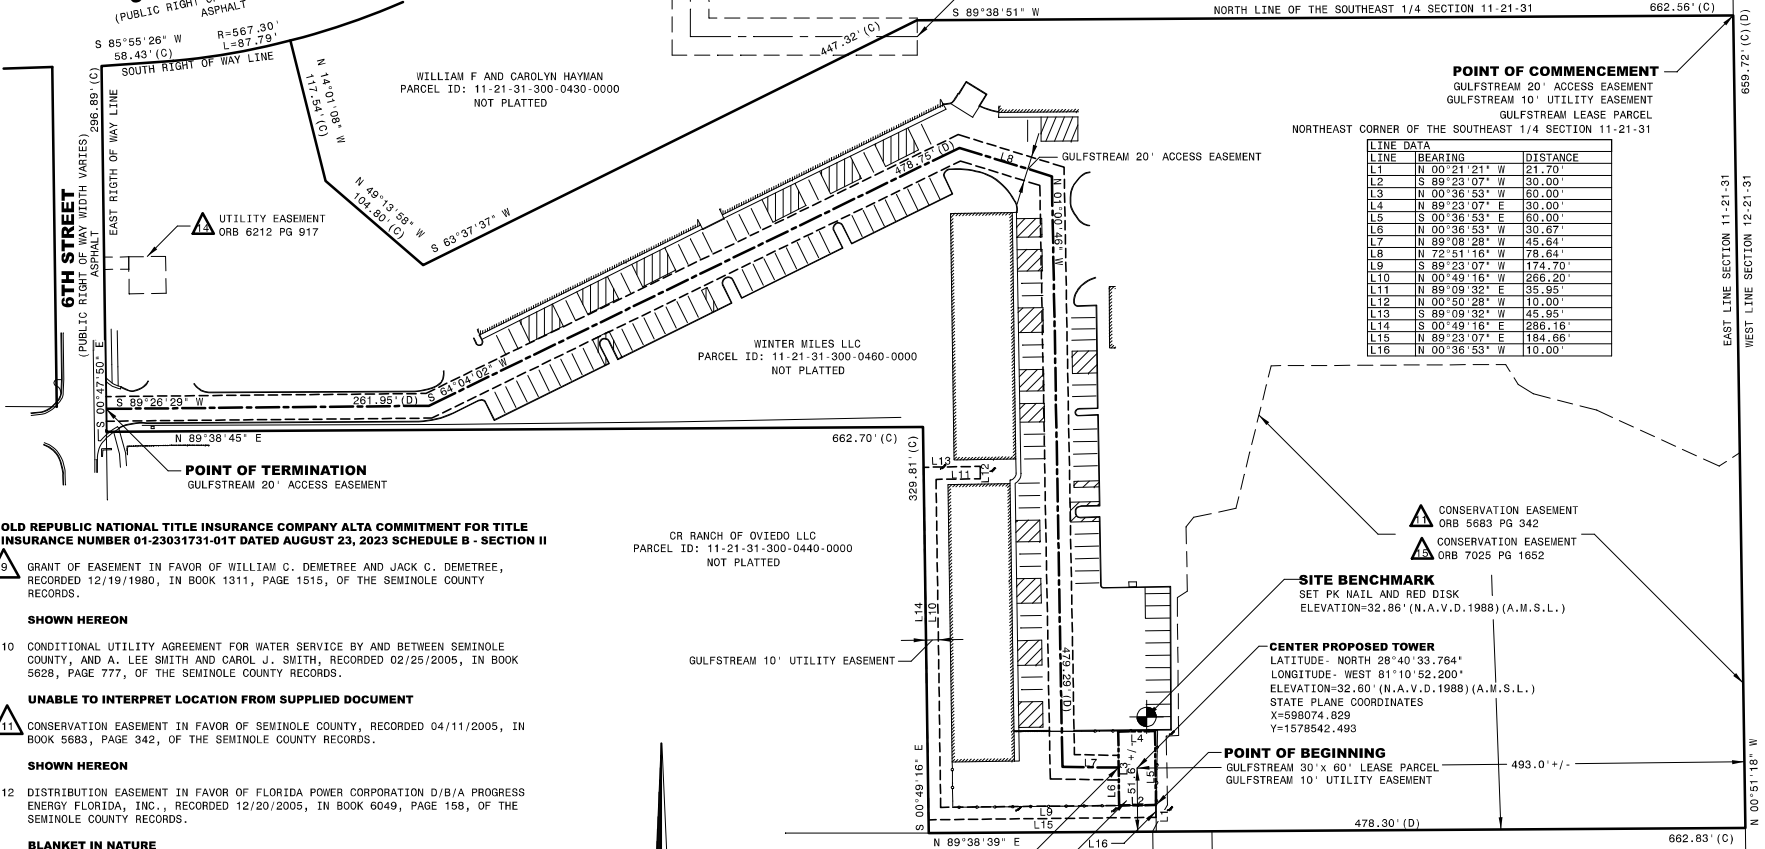 (PUBLIC RIGHT OF
ASPHALT
S 85°55'26" W
58.43'(C)
R=567.30'
L=87.79'
SOUTH RIGHT OF WAY LINE
296.89'(C)
EAST RIGTH OF WAY LINE
6TH STREET
(PUBLIC RIGHT OF WAY WIDTH VARIES)
ASPHALT
N 14°01'08" W
117.54'(C)
N 49°13'58" W
104.80'(C)
S 63°37'37" W
447.32'(C)
WILLIAM F AND CAROLYN HAYMAN
PARCEL ID: 11-21-31-300-0430-0000
NOT PLATTED
14
UTILITY EASEMENT
ORB 6212 PG 917
S 89°38'51" W
NORTH LINE OF THE SOUTHEAST 1/4 SECTION 11-21-31
662.56'(C)
659.72'(C)(D)
POINT OF COMMENCEMENT
GULFSTREAM 20' ACCESS EASEMENT
GULFSTREAM 10' UTILITY EASEMENT
GULFSTREAM LEASE PARCEL
NORTHEAST CORNER OF THE SOUTHEAST 1/4 SECTION 11-21-31
LINE DATA
LINE BEARING DISTANCE
L1 N 00°21'21" W 21.70'
L2 S 89°23'07" W 30.00'
L3 N 00°36'53" W 60.00'
L4 N 89°23'07" E 30.00'
L5 S 00°36'53" E 60.00'
L6 N 00°36'53" W 30.67'
L7 N 89°08'28" W 45.64'
L8 N 72°51'16" W 78.64'
L9 S 89°23'07" W 174.70'
L10 N 00°49'16" W 266.20'
L11 N 89°09'32" E 35.95'
L12 N 00°50'28" W 10.00'
L13 S 89°09'32" W 45.95'
L14 S 00°49'16" E 286.16'
L15 N 89°23'07" E 184.66'
L16 N 00°36'53" W 10.00'
EAST LINE SECTION 11-21-31
WEST LINE SECTION 12-21-31
GULFSTREAM 20' ACCESS EASEMENT
478.75'(D)
L8
N 01°00'46" W
WINTER MILES LLC
PARCEL ID: 11-21-31-300-0460-0000
NOT PLATTED
S 00°47'50" E
S 89°26'29" W
261.95'(D)
S 64°04'02" W
N 89°38'45" E
662.70'(C)
POINT OF TERMINATION
GULFSTREAM 20' ACCESS EASEMENT
329.81'(C)
L13
L11
L12
OLD REPUBLIC NATIONAL TITLE INSURANCE COMPANY ALTA COMMITMENT FOR TITLE
INSURANCE NUMBER 01-23031731-01T DATED AUGUST 23, 2023 SCHEDULE B - SECTION II
9 GRANT OF EASEMENT IN FAVOR OF WILLIAM C. DEMETREE AND JACK C. DEMETREE,
RECORDED 12/19/1980, IN BOOK 1311, PAGE 1515, OF THE SEMINOLE COUNTY
RECORDS.
SHOWN HEREON
10 CONDITIONAL UTILITY AGREEMENT FOR WATER SERVICE BY AND BETWEEN SEMINOLE
COUNTY, AND A. LEE SMITH AND CAROL J. SMITH, RECORDED 02/25/2005, IN BOOK
5628, PAGE 777, OF THE SEMINOLE COUNTY RECORDS.
UNABLE TO INTERPRET LOCATION FROM SUPPLIED DOCUMENT
11 CONSERVATION EASEMENT IN FAVOR OF SEMINOLE COUNTY, RECORDED 04/11/2005, IN
BOOK 5683, PAGE 342, OF THE SEMINOLE COUNTY RECORDS.
SHOWN HEREON
12 DISTRIBUTION EASEMENT IN FAVOR OF FLORIDA POWER CORPORATION D/B/A PROGRESS
ENERGY FLORIDA, INC., RECORDED 12/20/2005, IN BOOK 6049, PAGE 158, OF THE
SEMINOLE COUNTY RECORDS.
BLANKET IN NATURE
CR RANCH OF OVIEDO LLC
PARCEL ID: 11-21-31-300-0440-0000
NOT PLATTED
L14
L10
GULFSTREAM 10' UTILITY EASEMENT
S 00°49'16" E
479.29'(D)
11
CONSERVATION EASEMENT
ORB 5683 PG 342
15
CONSERVATION EASEMENT
ORB 7025 PG 1652
SITE BENCHMARK
SET PK NAIL AND RED DISK
ELEVATION=32.86'(N.A.V.D.1988)(A.M.S.L.)
CENTER PROPOSED TOWER
LATITUDE- NORTH 28°40'33.764"
LONGITUDE- WEST 81°10'52.200"
ELEVATION=32.60'(N.A.V.D.1988)(A.M.S.L.)
STATE PLANE COORDINATES
X=598074.829
Y=1578542.493
POINT OF BEGINNING
GULFSTREAM 30'x 60' LEASE PARCEL
GULFSTREAM 10' UTILITY EASEMENT
493.0'+/-
N 00°51'18" W
L4
L7
L3
51.6'+/-
L5
L6
L2
L1
L9
L15
L16
N 89°38'39" E
478.30'(D)
662.83'(C)